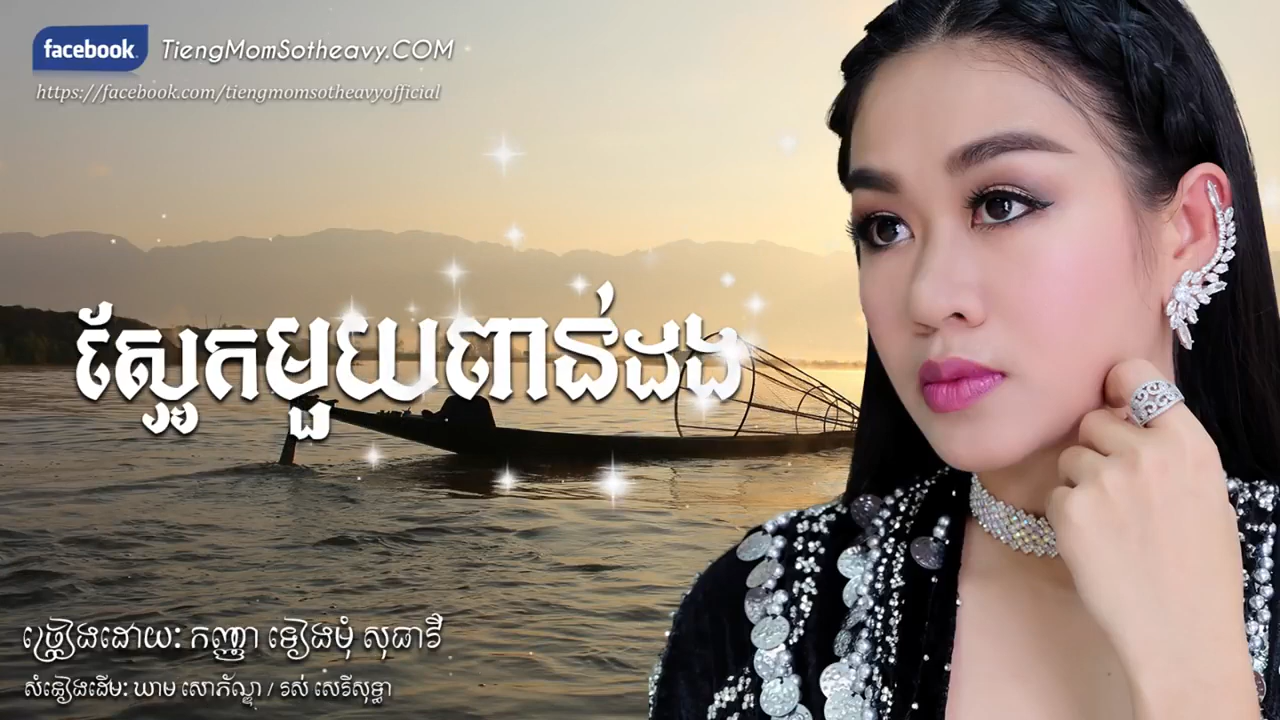 facebook. TiengMomSotheavy.COM
https://facebook.com/tiengmomsotheavyofficial
ស្អែកមួយពាន់ដង
ច្រៀងដោយ: កញ្ញា ទៀងមុំ សុធាវី
សំឡៀងដើម: ឃាម សោភ័ណ្ឌា / រស់ សេរីសុទ្ធា